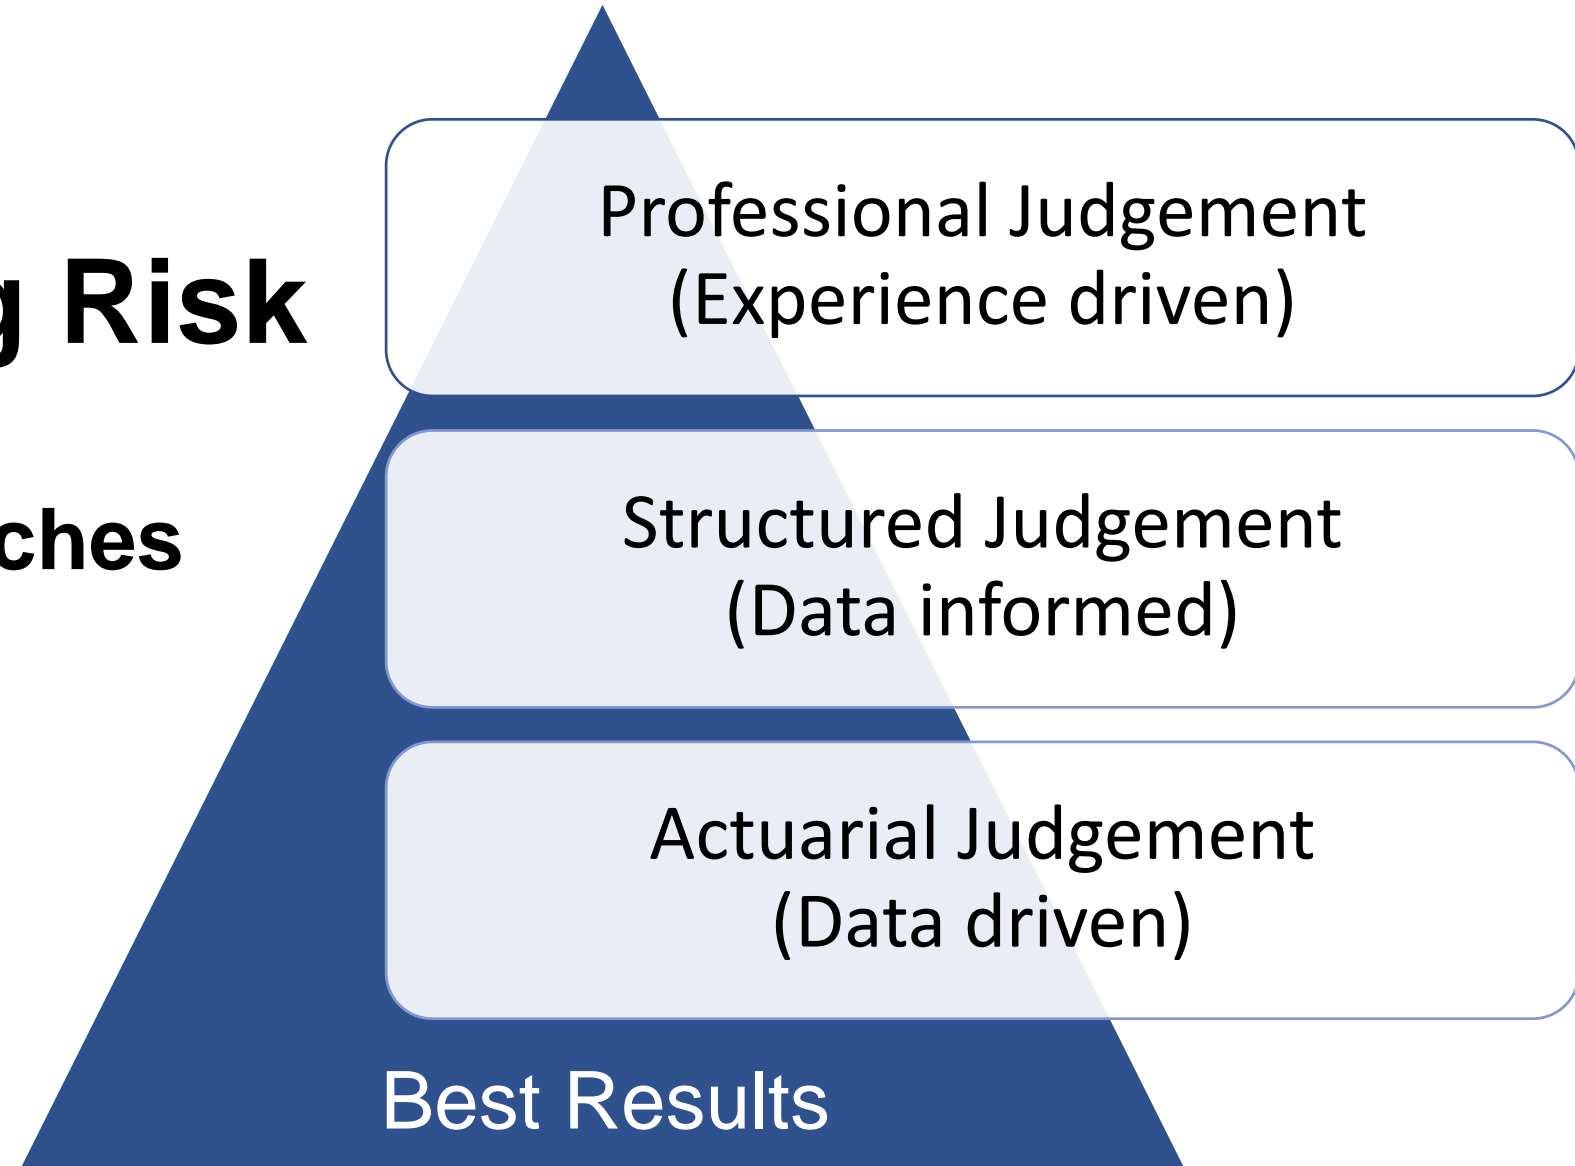 g Risk
ches
Professional Judgement
(Experience driven)
Structured Judgement
(Data informed)
Actuarial Judgement
(Data driven)
Best Results